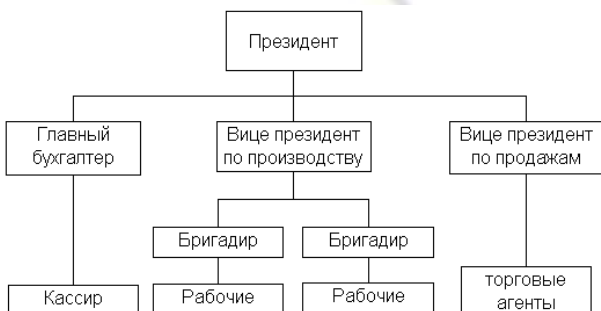 Президент
Главный
бухгалтер
Вице президент
по производству
Вице президент
по продажам
Бригадир
Бригадир
Кассир
Рабочие
Рабочие
торговые
агенты